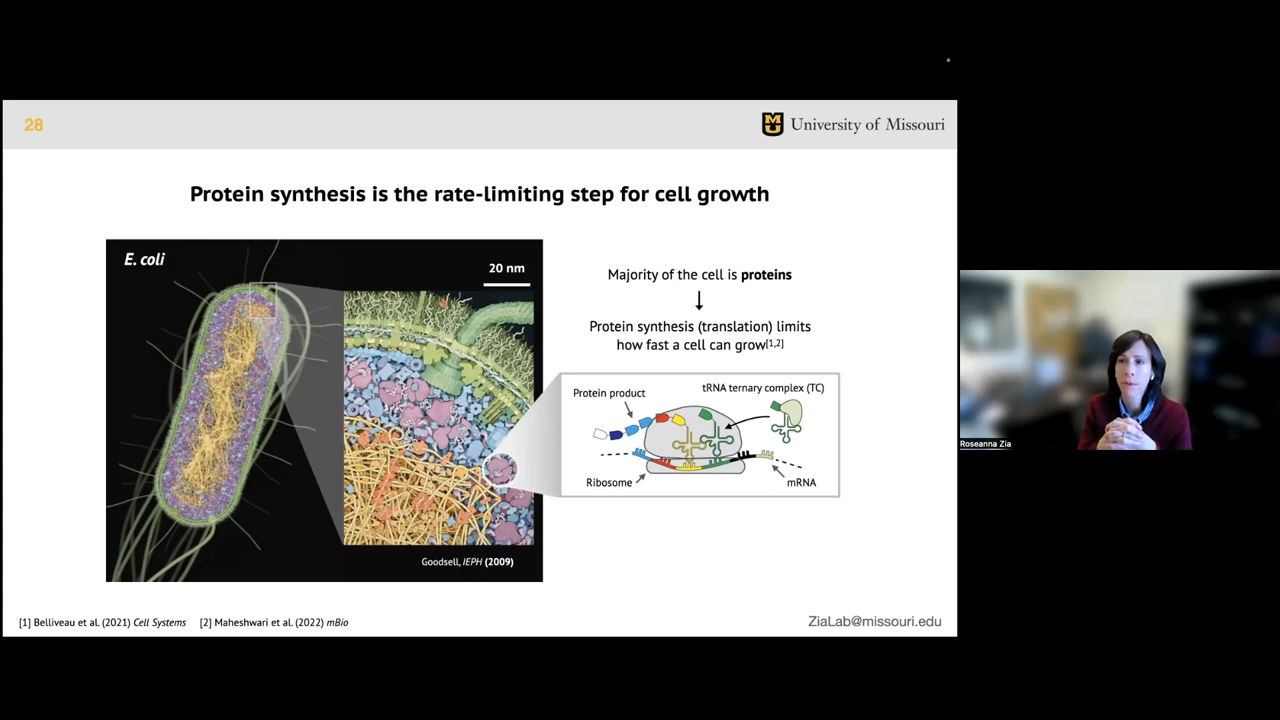 28
University of Missouri
Protein synthesis is the rate-limiting step for cell growth
E. coli
20 nm
Majority of the cell is proteins
Protein synthesis (translation) limits
how fast a cell can grow[1,2]
Protein product
tRNA ternary complex (TC)
Ribosome
mRNA
Goodsell, IEPH (2009)
[1] Belliveau et al. (2021) Cell Systems [2] Maheshwari et al. (2022) mBio
ZiaLab@missouri.edu
Roseanna Zia